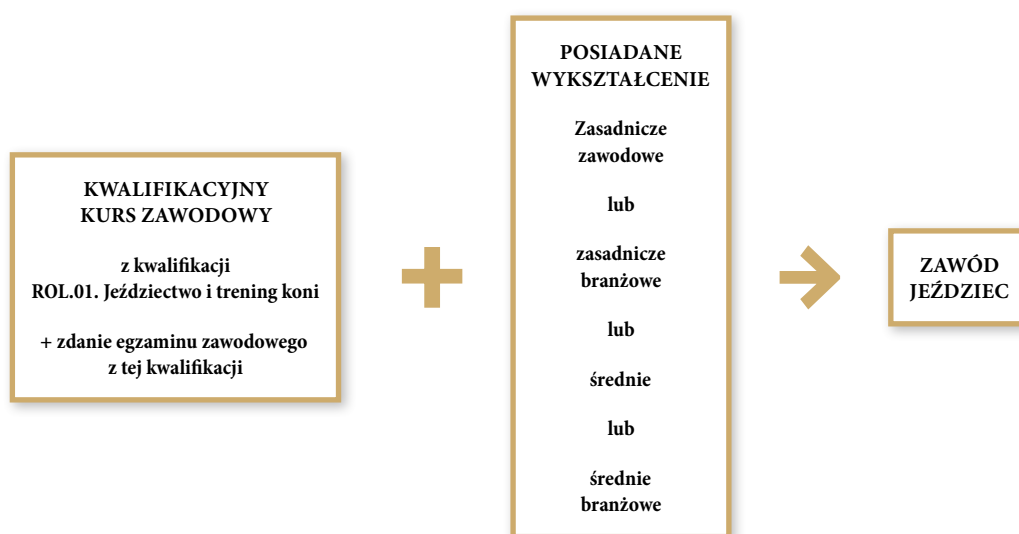 KWALIFIKACYJNY
KURS ZAWODOWY
z kwalifikacji
ROL.01. Jeździectwo i trening koni
+ zdanie egzaminu zawodowego
z tej kwalifikacji
POSIADANE
WYKSZTAŁCENIE
Zasadnicze
zawodowe
lub
zasadnicze
branżowe
lub
średnie
lub
średnie
branżowe
ZAWÓD
JEŹDZIEC